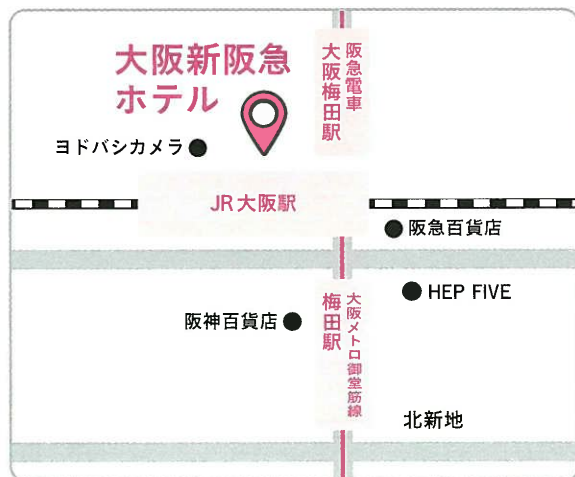 大阪新阪急
ホテル
阪急電車
大阪梅田駅
ヨドバシカメラ
JR大阪駅
阪急百貨店
HEP FIVE
阪神百貨店
大阪メトロ御堂筋線
梅田駅
北新地